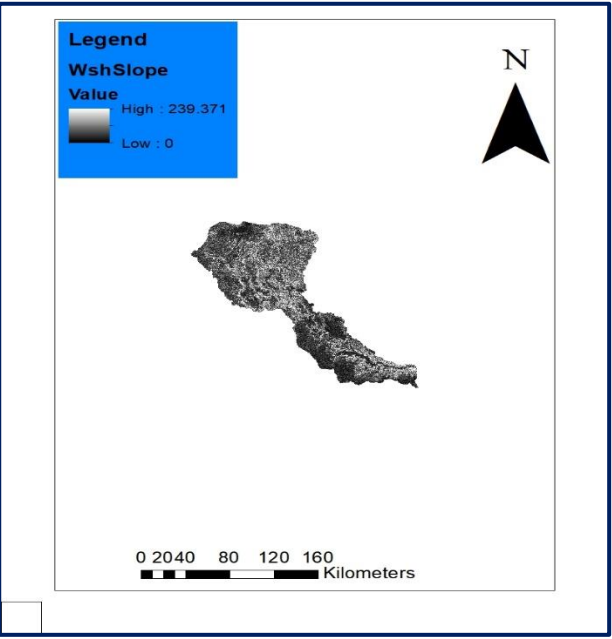 Legend
WshSlope
Value
High : 239.371
Low : 0
N
0 2040 80 120 160
Kilometers